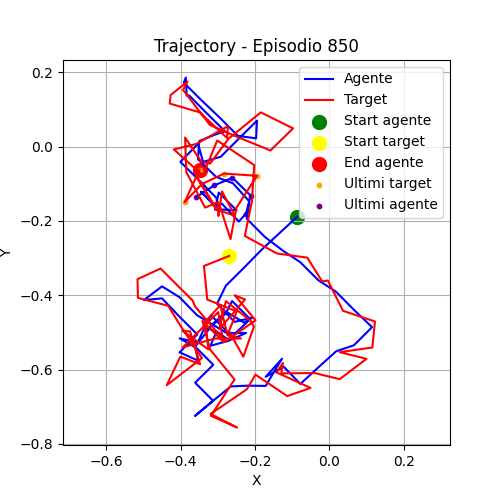 Trajectory - Episodio 850
Agente
Target
Start agente
Start target
End agente
Ultimi target
Ultimi agente
Y
0.2
0.0
−0.2
−0.4
−0.6
−0.8
−0.6
−0.4
−0.2
0.0
0.2
X